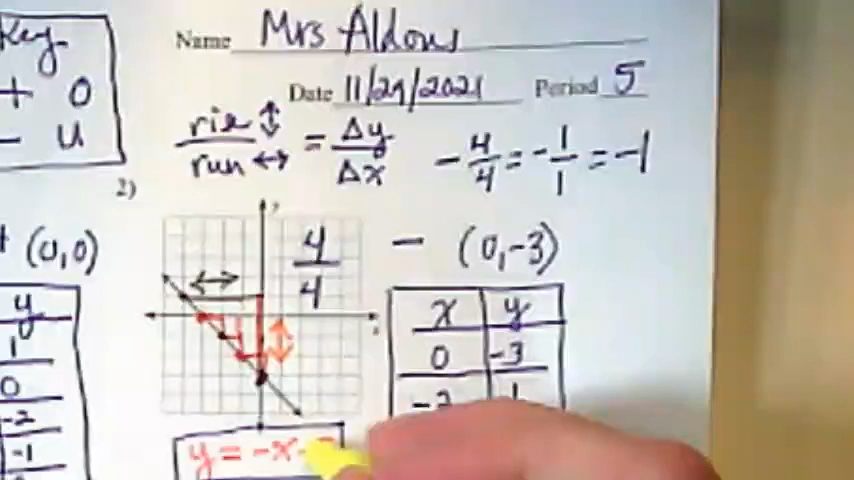 Key
+ 0
- u
Name Mrs Aldous
Date 11/29/2021 Period 5
rise/run = Δy/Δx
-4/4 = -1/1 = -1
2)
(0,0)
y
1
0
-2
-1
y
4/4
- (0,-3)
x y
0 -3
y = -x-